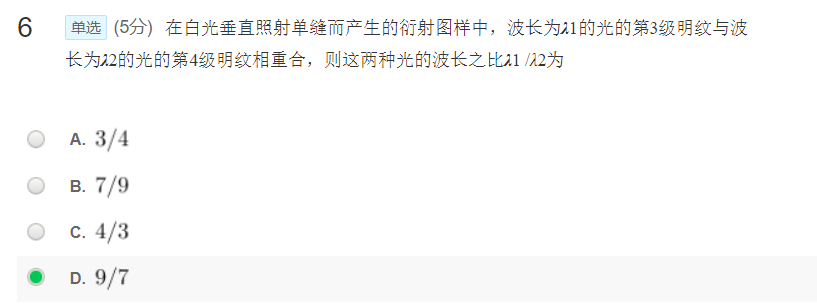 6 单选 (5分) 在白光垂直照射单缝而产生的衍射图样中，波长为λ1的光的第3级明纹与波
长为λ2的光的第4级明纹相重合，则这两种光的波长之比λ1 /λ2为
A. 3/4
B. 7/9
C. 4/3
D. 9/7